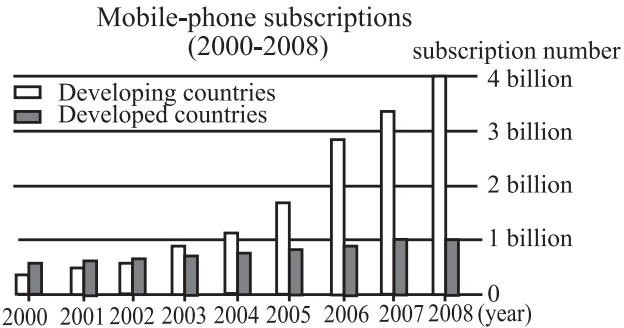 Mobile-phone subscriptions
(2000-2008)
subscription number
4 billion
Developing countries
Developed countries
3 billion
2 billion
1 billion
0
2000 2001 2002 2003 2004 2005 2006 2007 2008 (year)